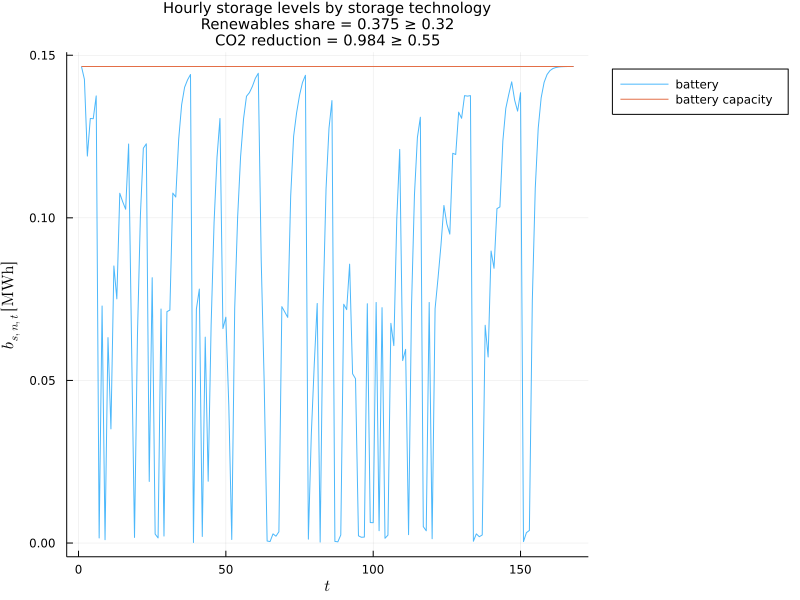 Hourly storage levels by storage technology
Renewables share = 0.375 ≥ 0.32
CO2 reduction = 0.984 ≥ 0.55
battery
battery capacity
0.15
0.10
0.05
0.00
b_{s, n, t} [MWh]
0 50 100 150
t